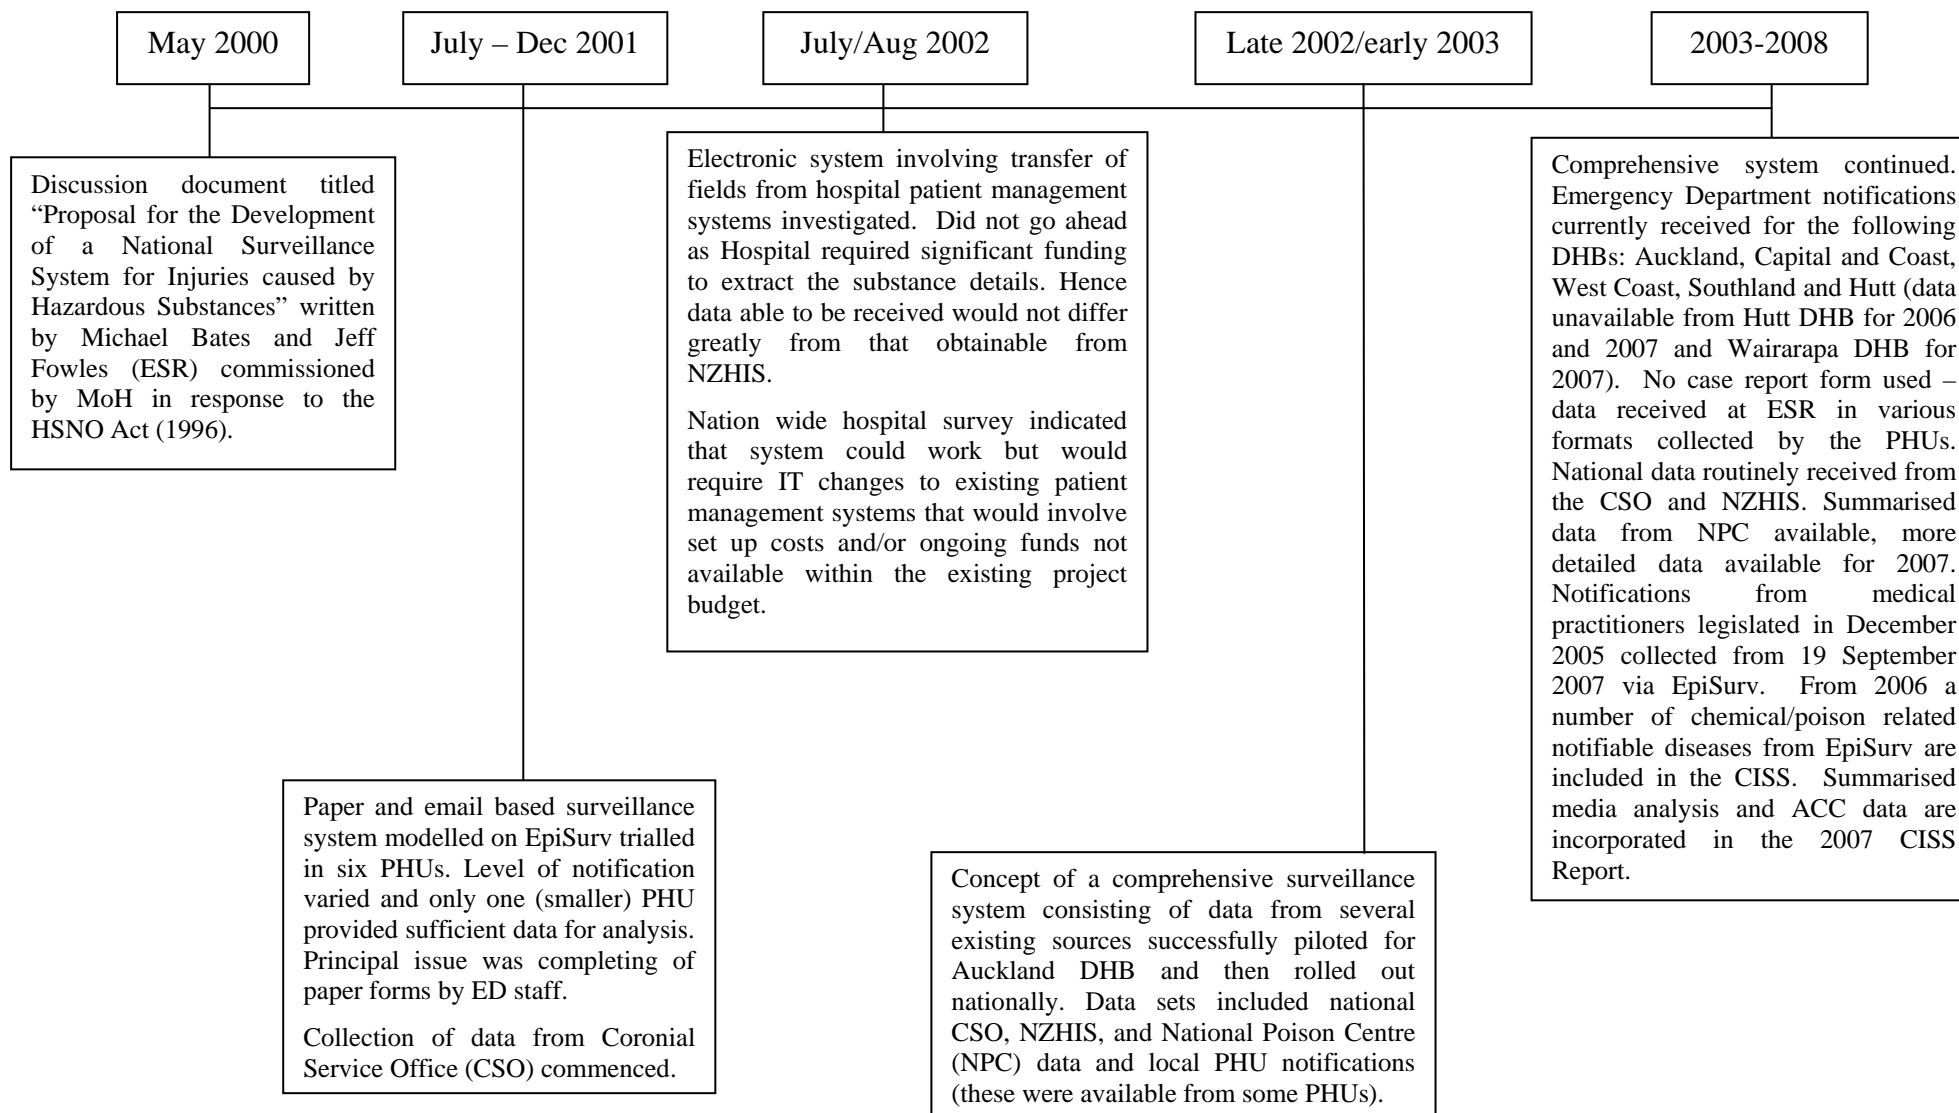 May 2000
July – Dec 2001
July/Aug 2002
Late 2002/early 2003
2003-2008
Discussion document titled
“Proposal for the Development
of a National Surveillance
System for Injuries caused by
Hazardous Substances” written
by Michael Bates and Jeff
Fowles (ESR) commissioned
by MoH in response to the
HSNO Act (1996).
Paper and email based surveillance
system modelled on EpiSurv trialled
in six PHUs. Level of notification
varied and only one (smaller) PHU
provided sufficient data for analysis.
Principal issue was completing of
paper forms by ED staff.
Collection of data from Coronial
Service Office (CSO) commenced.
Electronic system involving transfer of
fields from hospital patient management
systems investigated. Did not go ahead
as Hospital required significant funding
to extract the substance details. Hence
data able to be received would not differ
greatly from that obtainable from
NZHIS.
Nation wide hospital survey indicated
that system could work but would
require IT changes to existing patient
management systems that would involve
set up costs and/or ongoing funds not
available within the existing project
budget.
Concept of a comprehensive surveillance
system consisting of data from several
existing sources successfully piloted for
Auckland DHB and then rolled out
nationally. Data sets included national
CSO, NZHIS, and National Poison Centre
(NPC) data and local PHU notifications
(these were available from some PHUs).
Comprehensive system continued.
Emergency Department notifications
currently received for the following
DHBs: Auckland, Capital and Coast,
West Coast, Southland and Hutt (data
unavailable from Hutt DHB for 2006
and 2007 and Wairarapa DHB for
2007). No case report form used –
data received at ESR in various
formats collected by the PHUs.
National data routinely received from
the CSO and NZHIS. Summarised
data from NPC available, more
detailed data available for 2007.
Notifications from medical
practitioners legislated in December
2005 collected from 19 September
2007 via EpiSurv. From 2006 a
number of chemical/poison related
notifiable diseases from EpiSurv are
included in the CISS. Summarised
media analysis and ACC data are
incorporated in the 2007 CISS
Report.